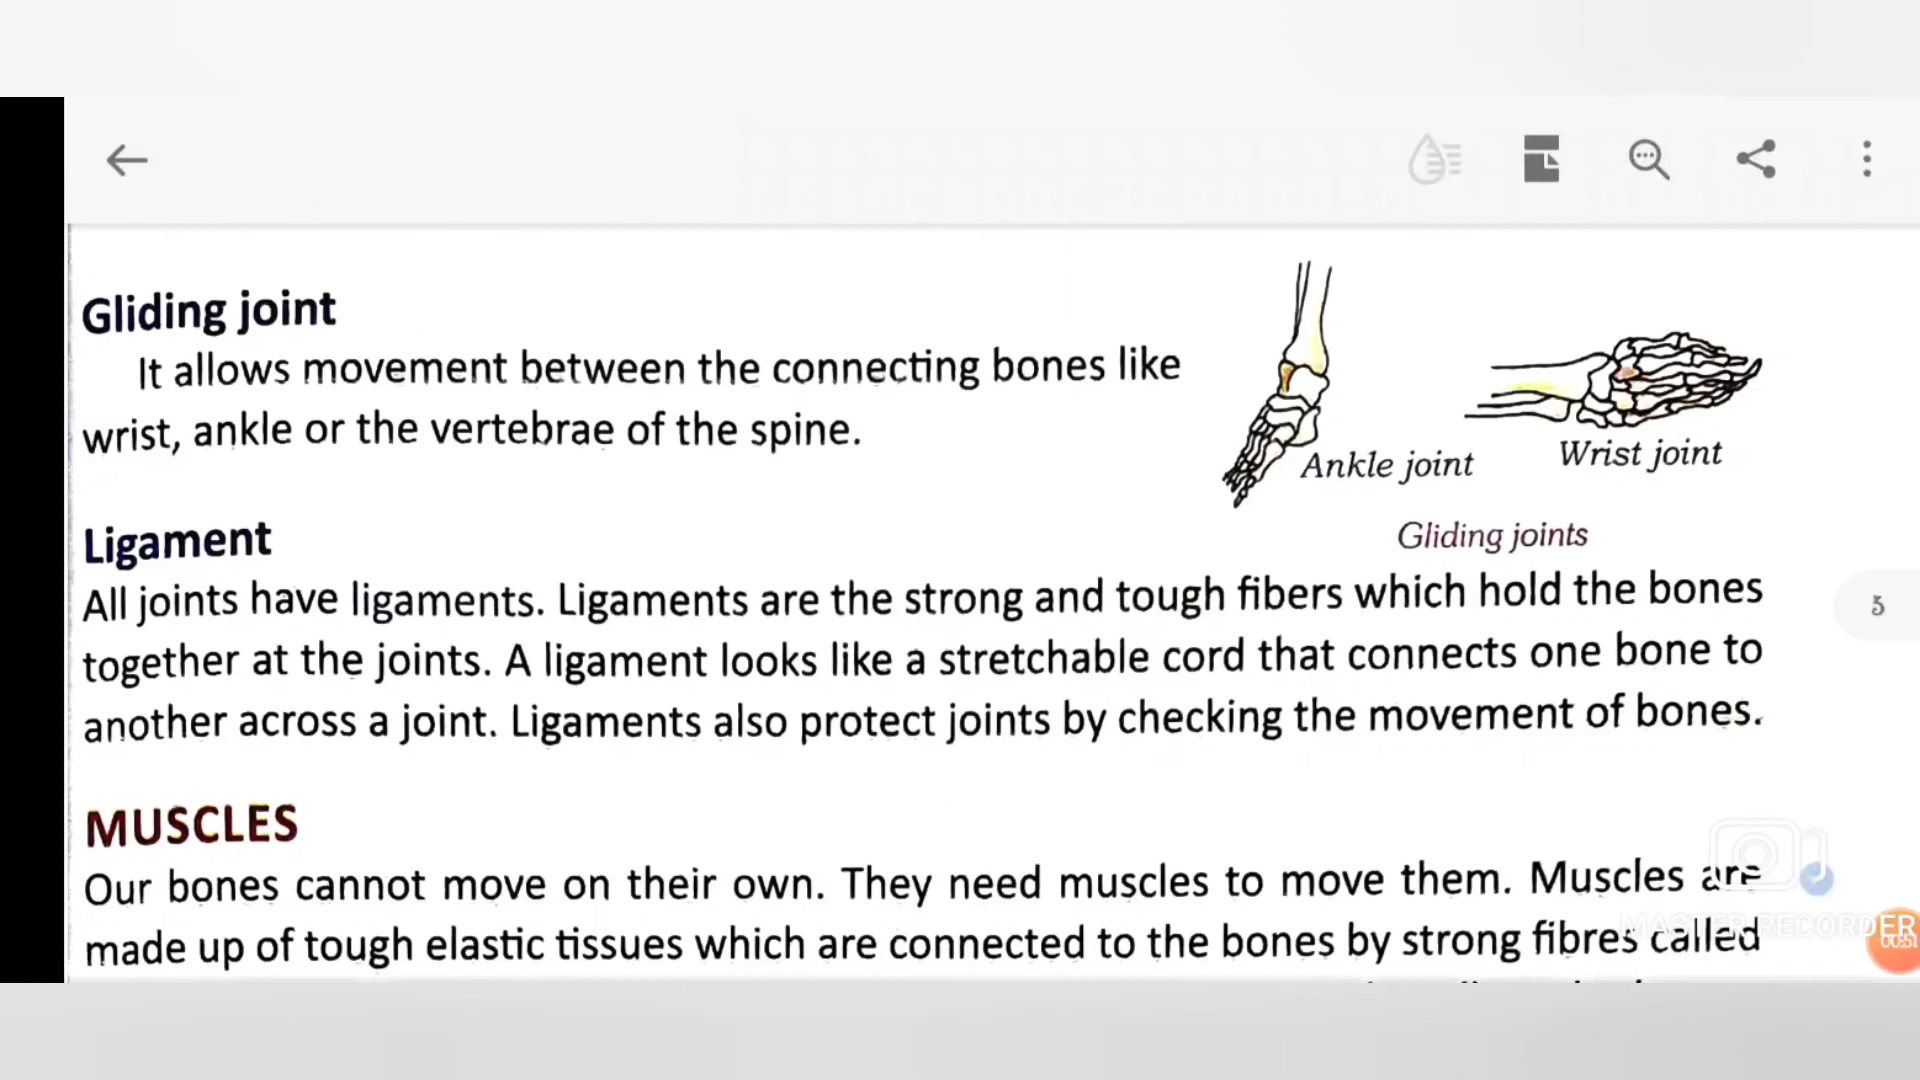 Gliding joint
It allows movement between the connecting bones like
wrist, ankle or the vertebrae of the spine.
Ankle joint
Wrist joint
Gliding joints
Ligament
All joints have ligaments. Ligaments are the strong and tough fibers which hold the bones
together at the joints. A ligament looks like a stretchable cord that connects one bone to
another across a joint. Ligaments also protect joints by checking the movement of bones.
5
MUSCLES
Our bones cannot move on their own. They need muscles to move them. Muscles are
made up of tough elastic tissues which are connected to the bones by strong fibres called
MASTER RECORDER
00:51